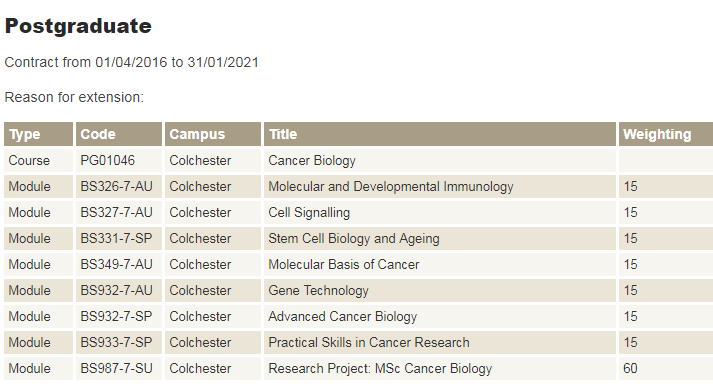 Postgraduate
Contract from 01/04/2016 to 31/01/2021
Reason for extension:
Type Code Campus Title Weighting
Course PG01046 Colchester Cancer Biology
Module BS326-7-AU Colchester Molecular and Developmental Immunology 15
Module BS327-7-AU Colchester Cell Signalling 15
Module BS331-7-SP Colchester Stem Cell Biology and Ageing 15
Module BS349-7-AU Colchester Molecular Basis of Cancer 15
Module BS932-7-AU Colchester Gene Technology 15
Module BS932-7-SP Colchester Advanced Cancer Biology 15
Module BS933-7-SP Colchester Practical Skills in Cancer Research 15
Module BS987-7-SU Colchester Research Project: MSc Cancer Biology 60